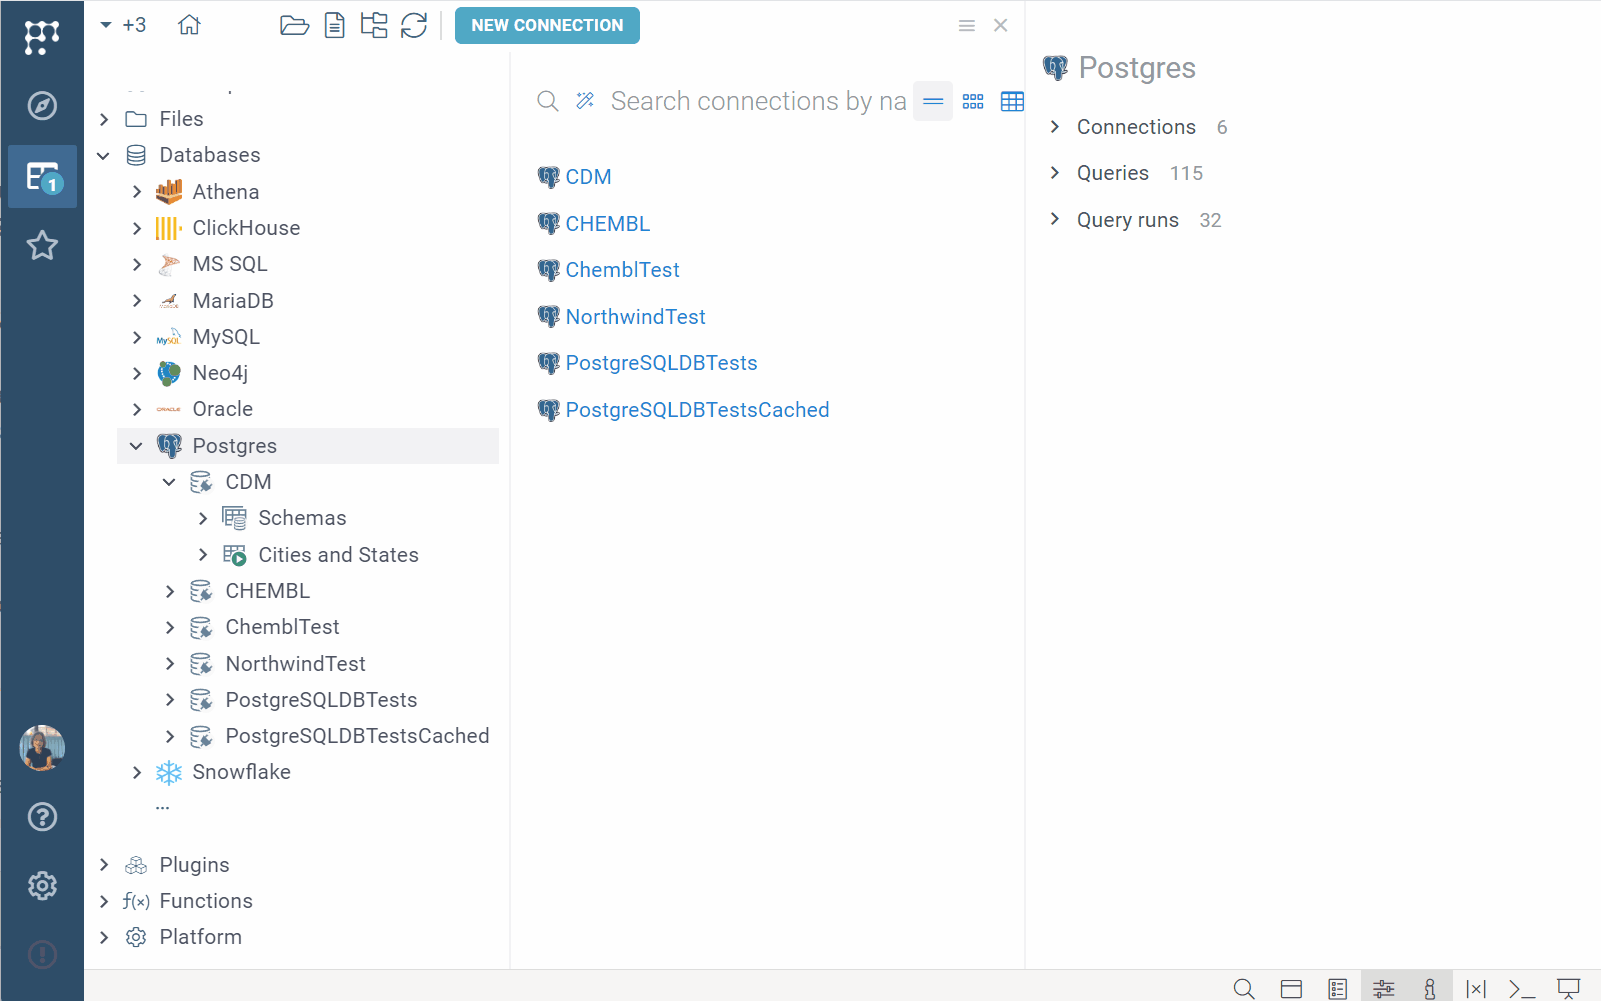 +3
NEW CONNECTION
Files
Databases
Athena
ClickHouse
MS SQL
MariaDB
MySQL
Neo4j
Oracle
Postgres
CDM
Schemas
Cities and States
CHEMBL
ChemblTest
NorthwindTest
PostgreSQLDBTests
PostgreSQLDBTestsCached
Snowflake
...
Plugins
f(x) Functions
Platform
1
Search connections by na
CDM
CHEMBL
ChemblTest
NorthwindTest
PostgreSQLDBTests
PostgreSQLDBTestsCached
Postgres
Connections 6
Queries 115
Query runs 32